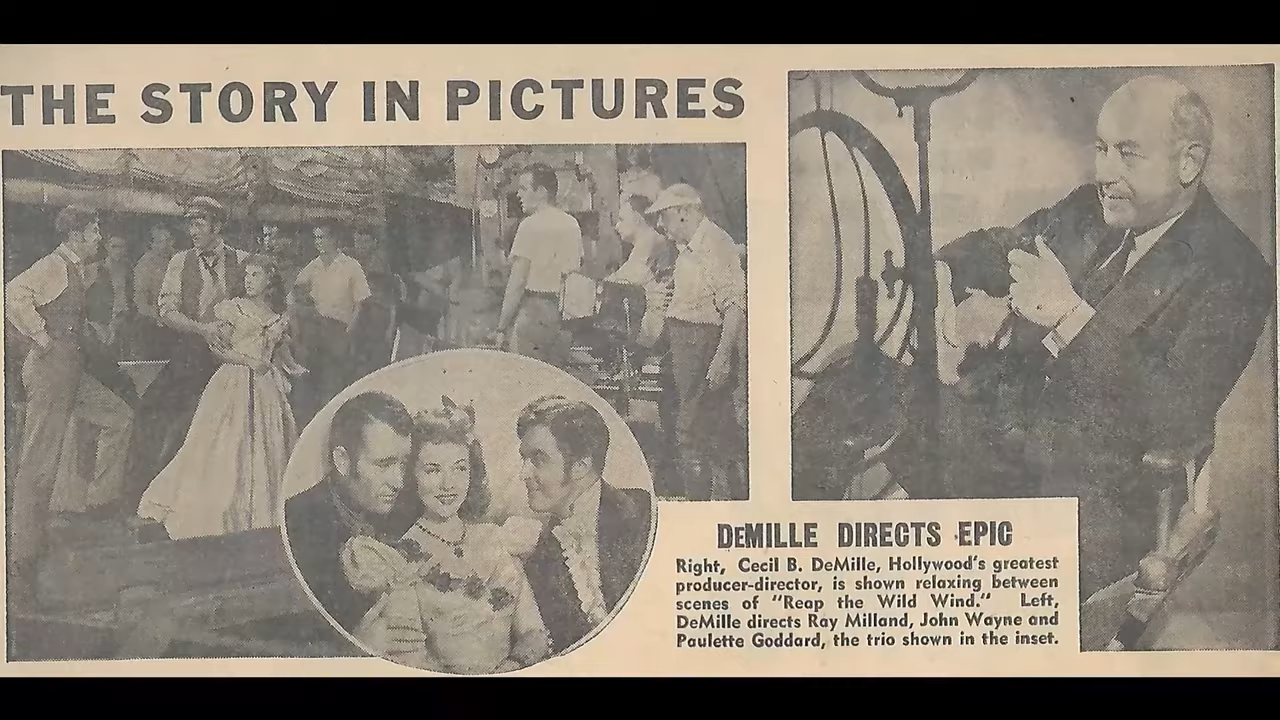 THE STORY IN PICTURES
DEMILLE DIRECTS EPIC
Right, Cecil B. DeMille, Hollywood's greatest
producer-director, is shown relaxing between
scenes of "Reap the Wild Wind." Left,
DeMille directs Ray Milland, John Wayne and
Paulette Goddard, the trio shown in the inset.